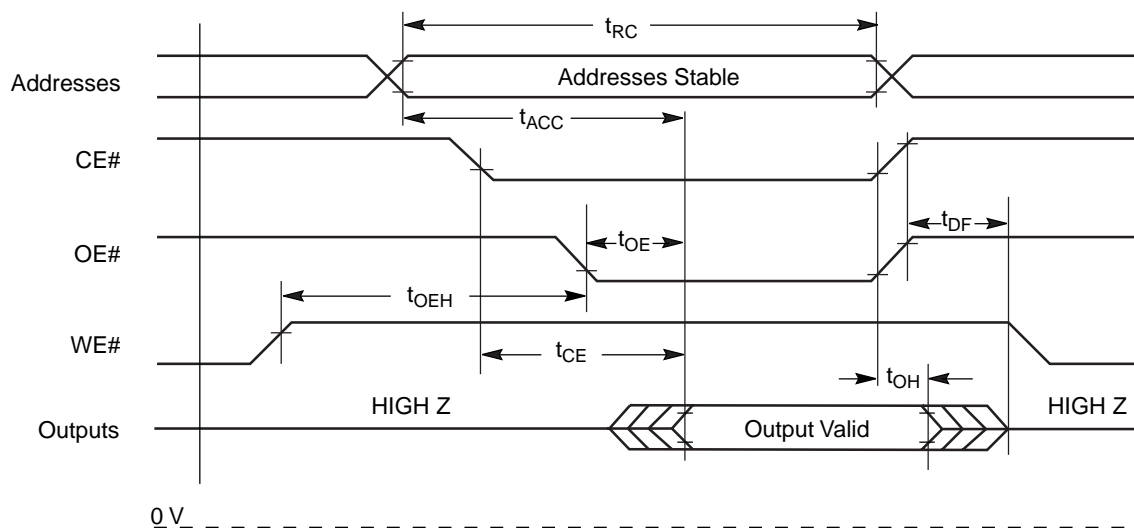 tRC
Addresses
Addresses Stable
tACC
CE#
tDF
OE#
tOE
tOEH
WE#
tCE
tOH
HIGH Z
HIGH Z
Outputs
Output Valid
0 V